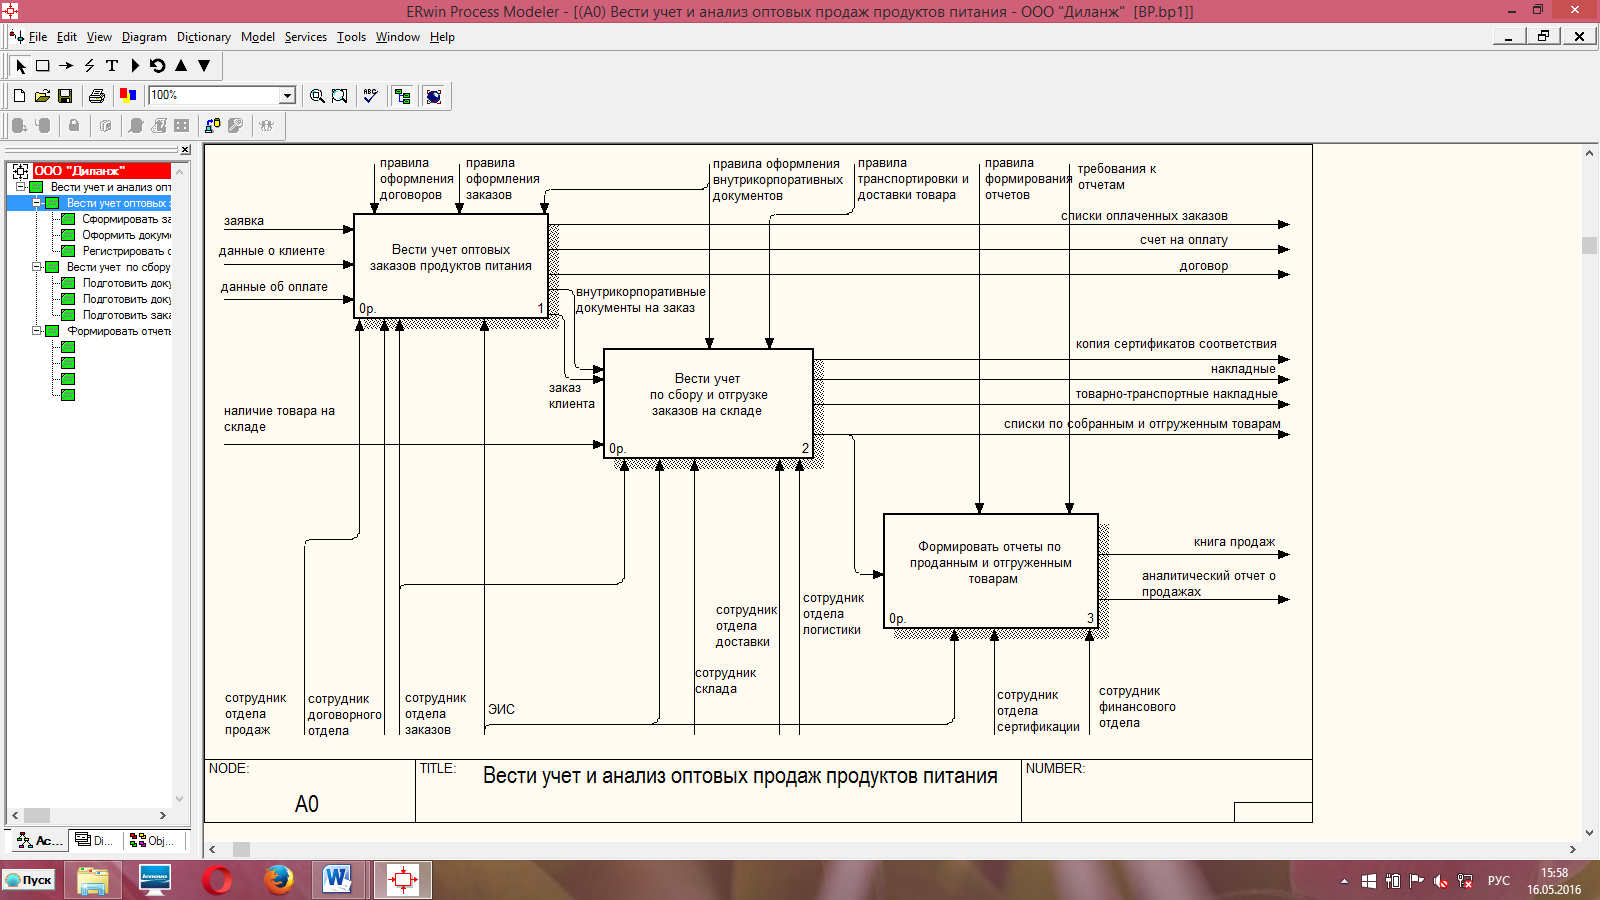 ERwin Process Modeler - [(A0) Вести учет и анализ оптовых продаж продуктов питания - ООО "Диланж" [BP.bp1]]
File Edit View Diagram Dictionary Model Services Tools Window Help
100%
ABC
ООО "Диланж"
Вести учет и анализ опт
Вести учет оптовых з
Сформировать за
Оформить докум
Регистрировать о
Вести учет по сбору
Подготовить доку
Подготовить доку
Подготовить зака
Формировать отчеть
Ac...
Di...
Obj...
правила
оформления
договоров
правила
оформления
заказов
правила оформления
внутрикорпоративных
документов
правила
транспортировки и
доставки товара
правила
формирования
отчетов
требования к
отчетам
заявка
данные о клиенте
данные об оплате
Вести учет оптовых
заказов продуктов питания
0р.
1
списки оплаченных заказов
счет на оплату
договор
внутрикорпоративные
документы на заказ
заказ
клиента
наличие товара на
складе
Вести учет
по сбору и отгрузке
заказов на складе
0р.
2
копия сертификатов соответствия
накладные
товарно-транспортные накладные
списки по собранным и отгруженным товарам
Формировать отчеты по
проданным и отгруженным
товарам
0р.
3
книга продаж
аналитический отчет о
продажах
сотрудник
отдела
доставки
сотрудник
отдела
логистики
сотрудник
склада
сотрудник
отдела
продаж
сотрудник
договорного
отдела
сотрудник
отдела
заказов
ЭИС
сотрудник
отдела
сертификации
сотрудник
финансового
отдела
NODE:
A0
TITLE:
Вести учет и анализ оптовых продаж продуктов питания
NUMBER:
Пуск
lenovo
РУС
15:58
16.05.2016